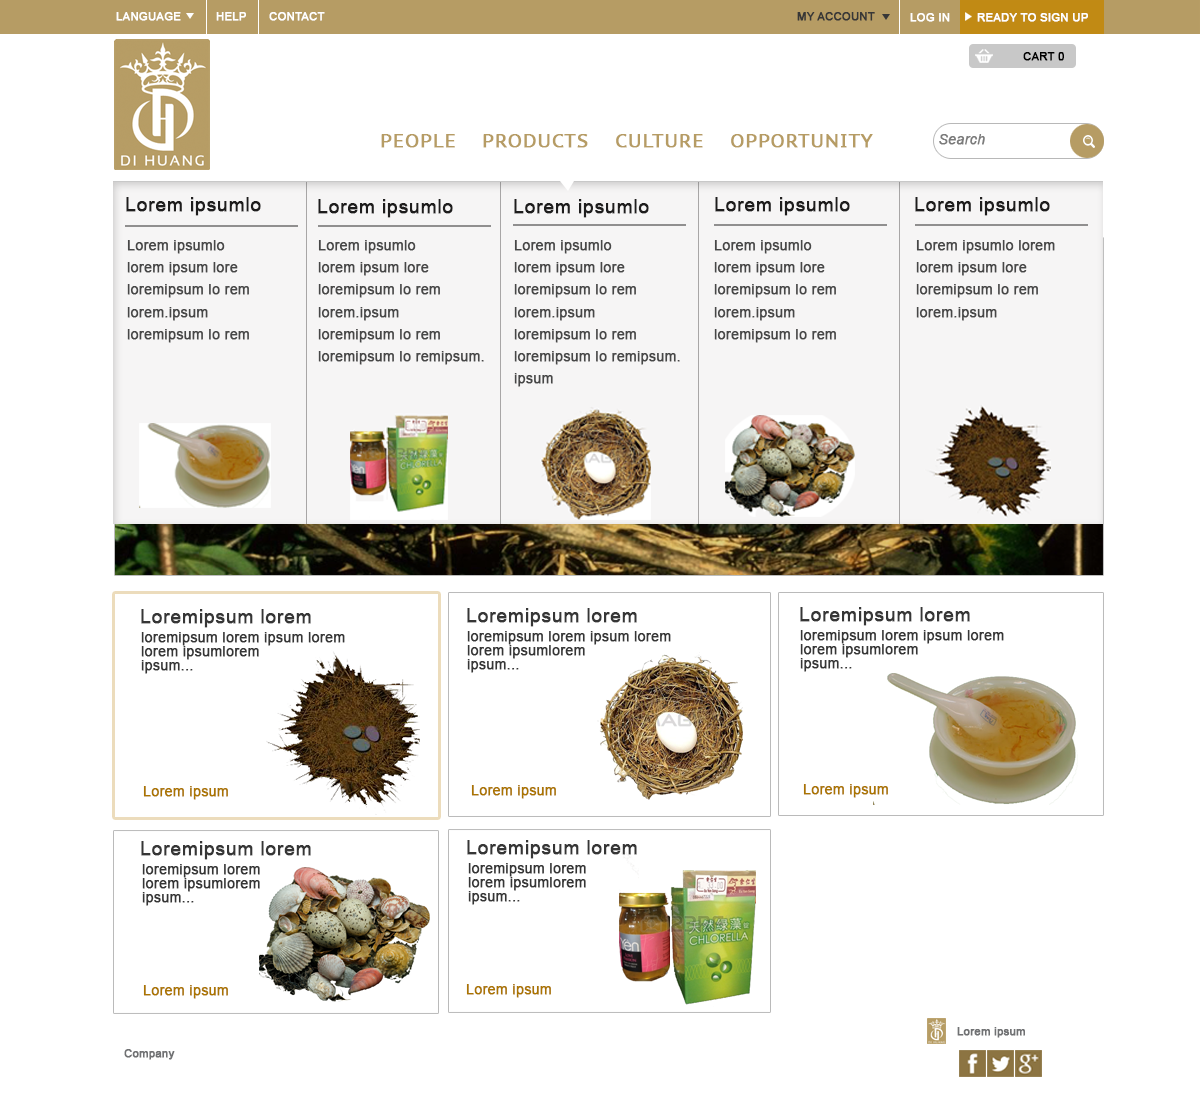 LANGUAGE HELP CONTACT MY ACCOUNT LOG IN READY TO SIGN UP
CART 0
DI HUANG
PEOPLE PRODUCTS CULTURE OPPORTUNITY Search
Lorem ipsumlo
Lorem ipsumlo
lorem ipsum lore
loremipsum lo rem
lorem.ipsum
loremipsum lo rem
Lorem ipsumlo
Lorem ipsumlo
lorem ipsum lore
loremipsum lo rem
lorem.ipsum
loremipsum lo rem
loremipsum lo remipsum.
CHLORELLA
Lorem ipsumlo
Lorem ipsumlo
lorem ipsum lore
loremipsum lo rem
lorem.ipsum
loremipsum lo rem
loremipsum lo remipsum.
ipsum
Lorem ipsumlo
Lorem ipsumlo
lorem ipsum lore
loremipsum lo rem
lorem.ipsum
loremipsum lo rem
Lorem ipsumlo
Lorem ipsumlo lorem
lorem ipsum lore
loremipsum lo rem
lorem.ipsum
Loremipsum lorem
loremipsum lorem ipsum lorem
lorem ipsumlorem
ipsum...
Lorem ipsum
Loremipsum lorem
loremipsum lorem ipsum lorem
lorem ipsumlorem
ipsum...
Lorem ipsum
Loremipsum lorem
loremipsum lorem ipsum lorem
lorem ipsumlorem
ipsum...
Lorem ipsum
Loremipsum lorem
loremipsum lorem
lorem ipsumlorem
ipsum...
Lorem ipsum
Loremipsum lorem
loremipsum lorem
lorem ipsumlorem
ipsum...
yen
天然绿藻
CHLORELLA
Lorem ipsum
Lorem ipsum
Company